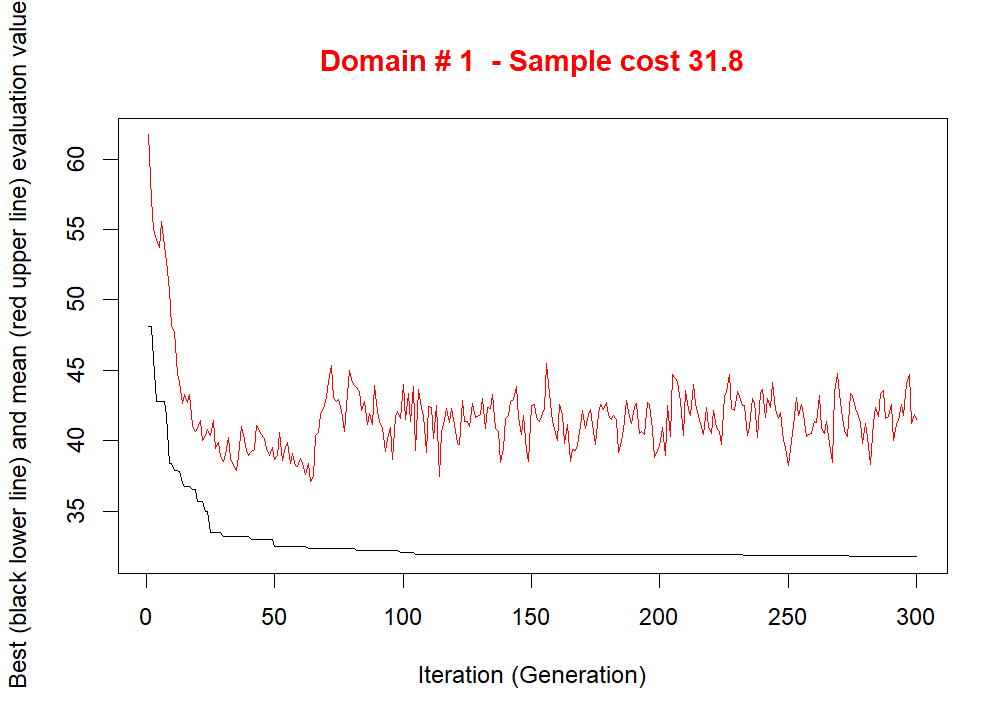 Domain # 1  - Sample cost 31.8
Best (black lower line) and mean (red upper line) evaluation value
60
55
50
45
40
35
0 50 100 150 200 250 300
Iteration (Generation)